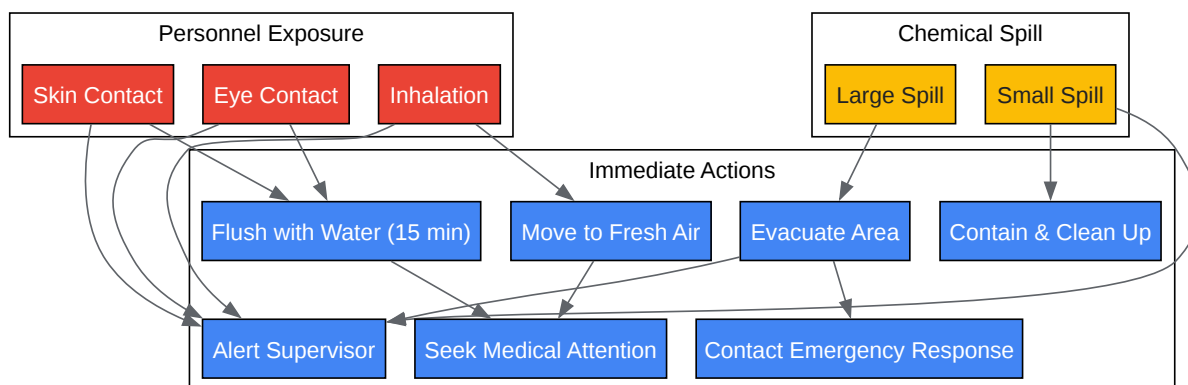 Personnel Exposure
Chemical Spill
Skin Contact
Eye Contact
Inhalation
Large Spill
Small Spill
Immediate Actions
Flush with Water (15 min)
Move to Fresh Air
Evacuate Area
Contain & Clean Up
Alert Supervisor
Seek Medical Attention
Contact Emergency Response